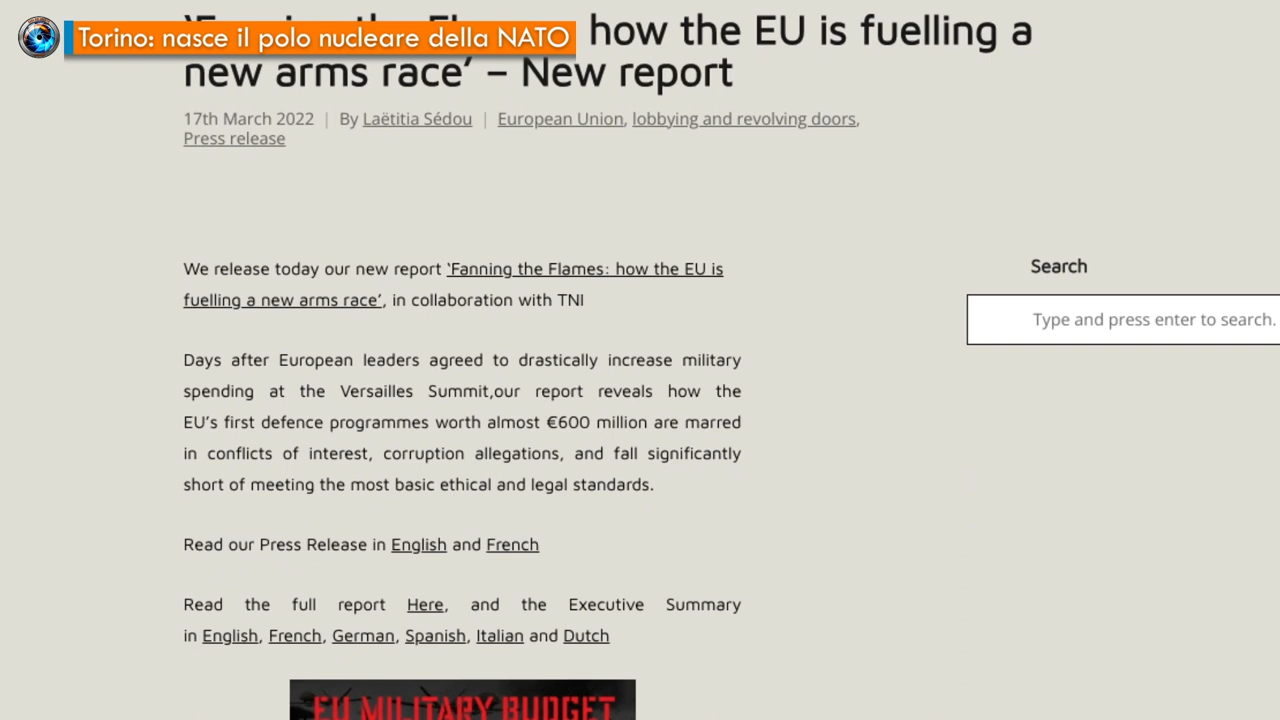 Torino: nasce il polo nucleare della NATO
how the EU is fuelling a
new arms race’ – New report
17th March 2022 | By Laëtitia Sédou | European Union, lobbying and revolving doors,
Press release
We release today our new report ‘Fanning the Flames: how the EU is
fuelling a new arms race’, in collaboration with TNI
Search
Type and press enter to search.
Days after European leaders agreed to drastically increase military
spending at the Versailles Summit,our report reveals how the
EU’s first defence programmes worth almost €600 million are marred
in conflicts of interest, corruption allegations, and fall significantly
short of meeting the most basic ethical and legal standards.
Read our Press Release in English and French
Read the full report Here, and the Executive Summary
in English, French, German, Spanish, Italian and Dutch
EU MILITARY BUDGET